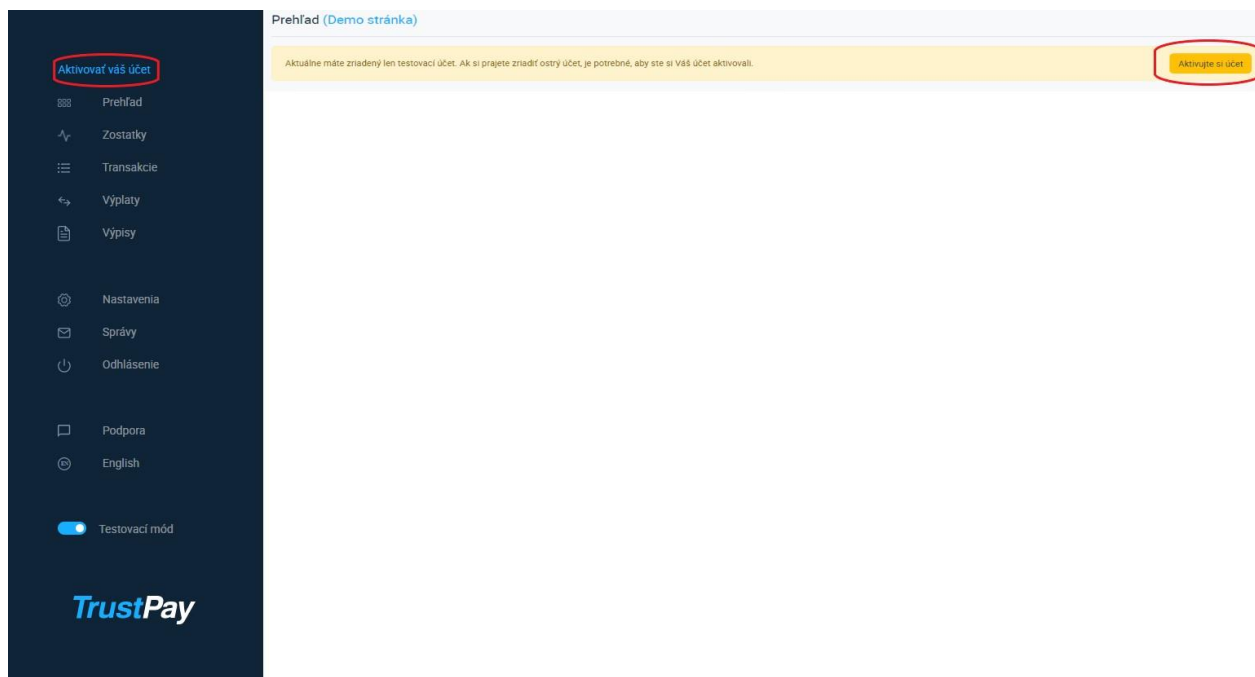 Prehľad (Demo stránka)
Aktivovať váš účet
Aktuálne máte zriadený len testovací účet. Ak si prajete zriadiť ostrý účet, je potrebné, aby ste si Váš účet aktivovali.
Aktivujte si účet
Prehľad
Zostatky
Transakcie
Výplaty
Výpisy
Nastavenia
Správy
Odhlásenie
Podpora
EN English
Testovací mód
TrustPay